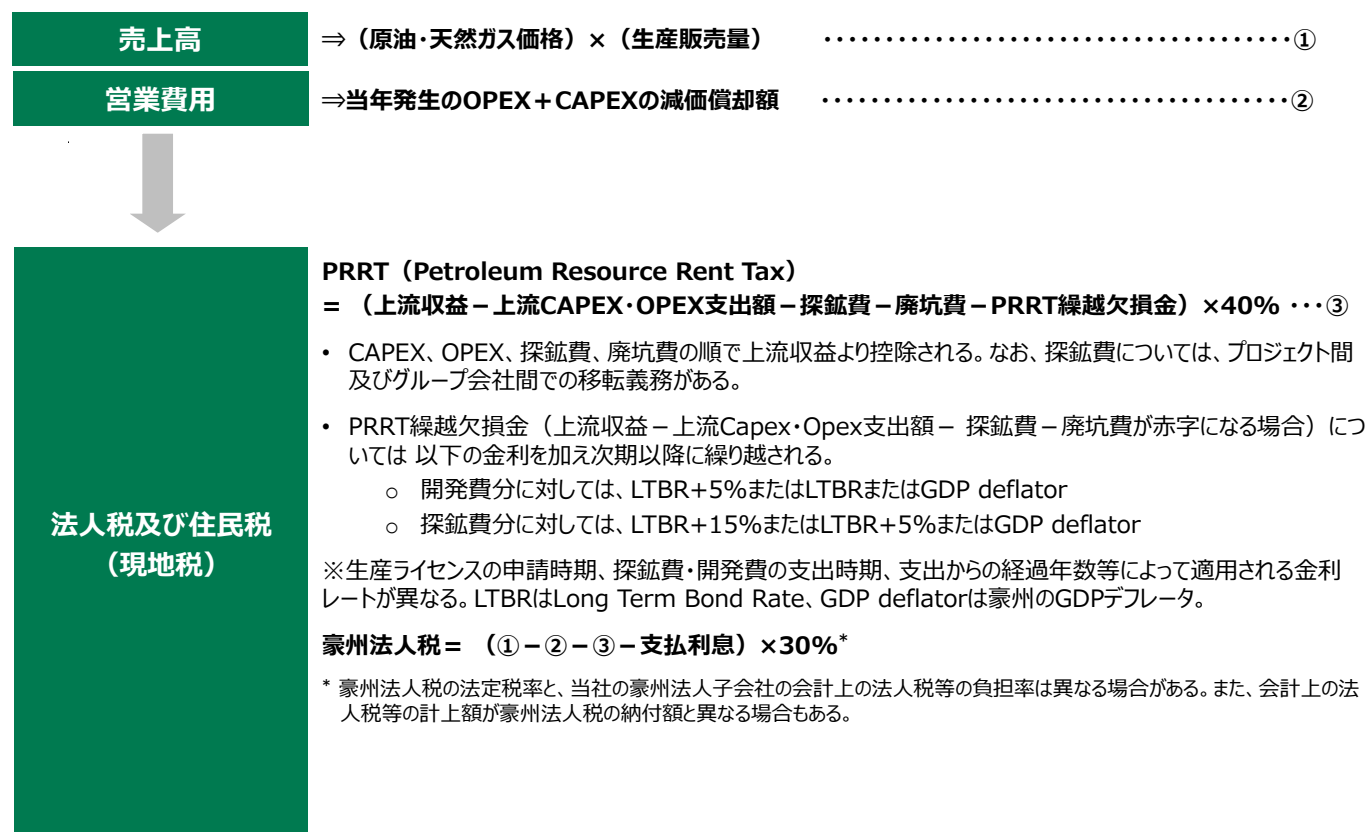 売上高
⇒（原油・天然ガス価格）×（生産販売量） ・・・・・・・・・・・・・・・・・・・・・・・・・・・・・・・・・・・・・・①
営業費用
⇒当年発生のOPEX＋CAPEXの減価償却額 ・・・・・・・・・・・・・・・・・・・・・・・・・・・・・・・・・・・・・・②
法人税及び住民税
（現地税）
PRRT（Petroleum Resource Rent Tax）
= （上流収益－上流CAPEX・OPEX支出額－探鉱費－廃坑費－PRRT繰越欠損金）×40% ・・・③
• CAPEX、OPEX、探鉱費、廃坑費の順で上流収益より控除される。なお、探鉱費については、プロジェクト間
及びグループ会社間での移転義務がある。
• PRRT繰越欠損金（上流収益－上流Capex・Opex支出額－ 探鉱費－廃坑費が赤字になる場合）につ
いては 以下の金利を加え次期以降に繰り越される。
o 開発費分に対しては、LTBR+5%またはLTBRまたはGDP deflator
o 探鉱費分に対しては、LTBR+15%またはLTBR+5%またはGDP deflator
※生産ライセンスの申請時期、探鉱費・開発費の支出時期、支出からの経過年数等によって適用される金利
レートが異なる。LTBRはLong Term Bond Rate、GDP deflatorは豪州のGDPデフレータ。
豪州法人税＝ （①－②－③－支払利息）×30%*
* 豪州法人税の法定税率と、当社の豪州法人子会社の会計上の法人税等の負担率は異なる場合がある。また、会計上の法
人税等の計上額が豪州法人税の納付額と異なる場合もある。